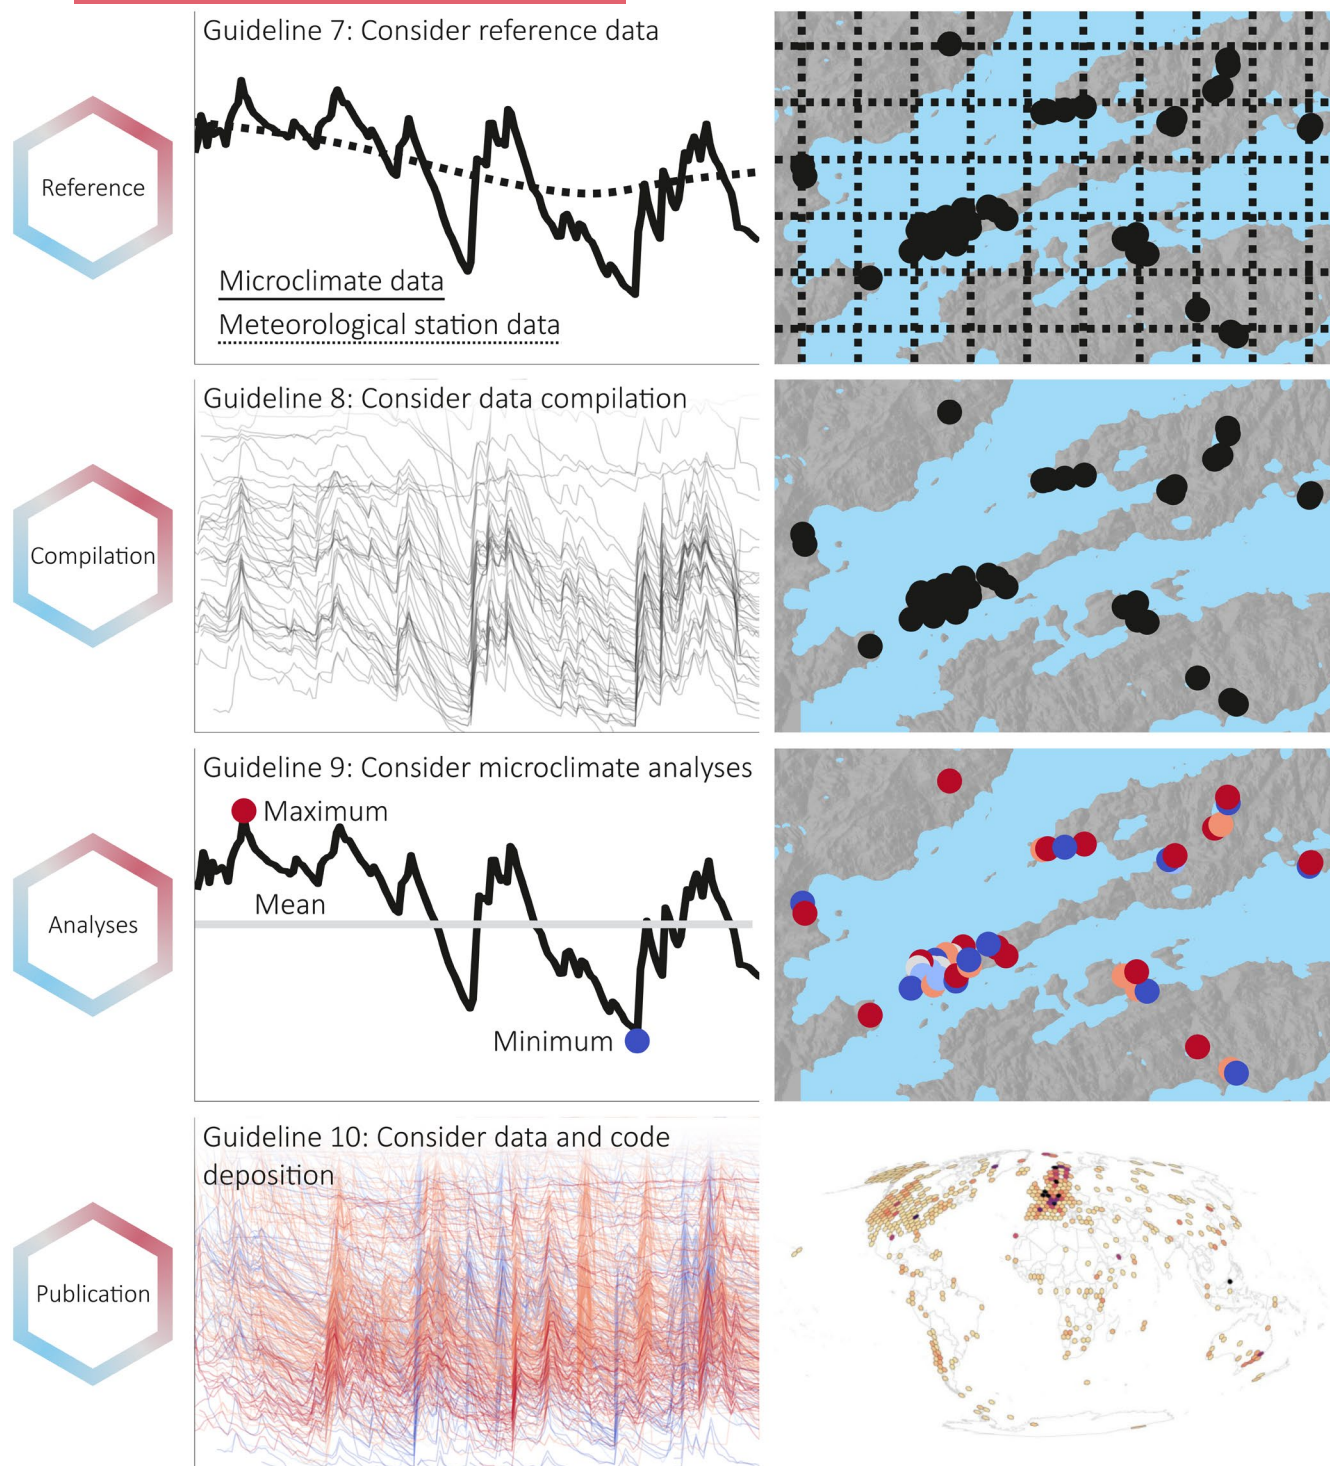 Guideline 7: Consider reference data
Reference
Microclimate data
Meteorological station data
Guideline 8: Consider data compilation
Compilation
Guideline 9: Consider microclimate analyses
Maximum
Mean
Analyses
Minimum
Guideline 10: Consider data and code
deposition
Publication